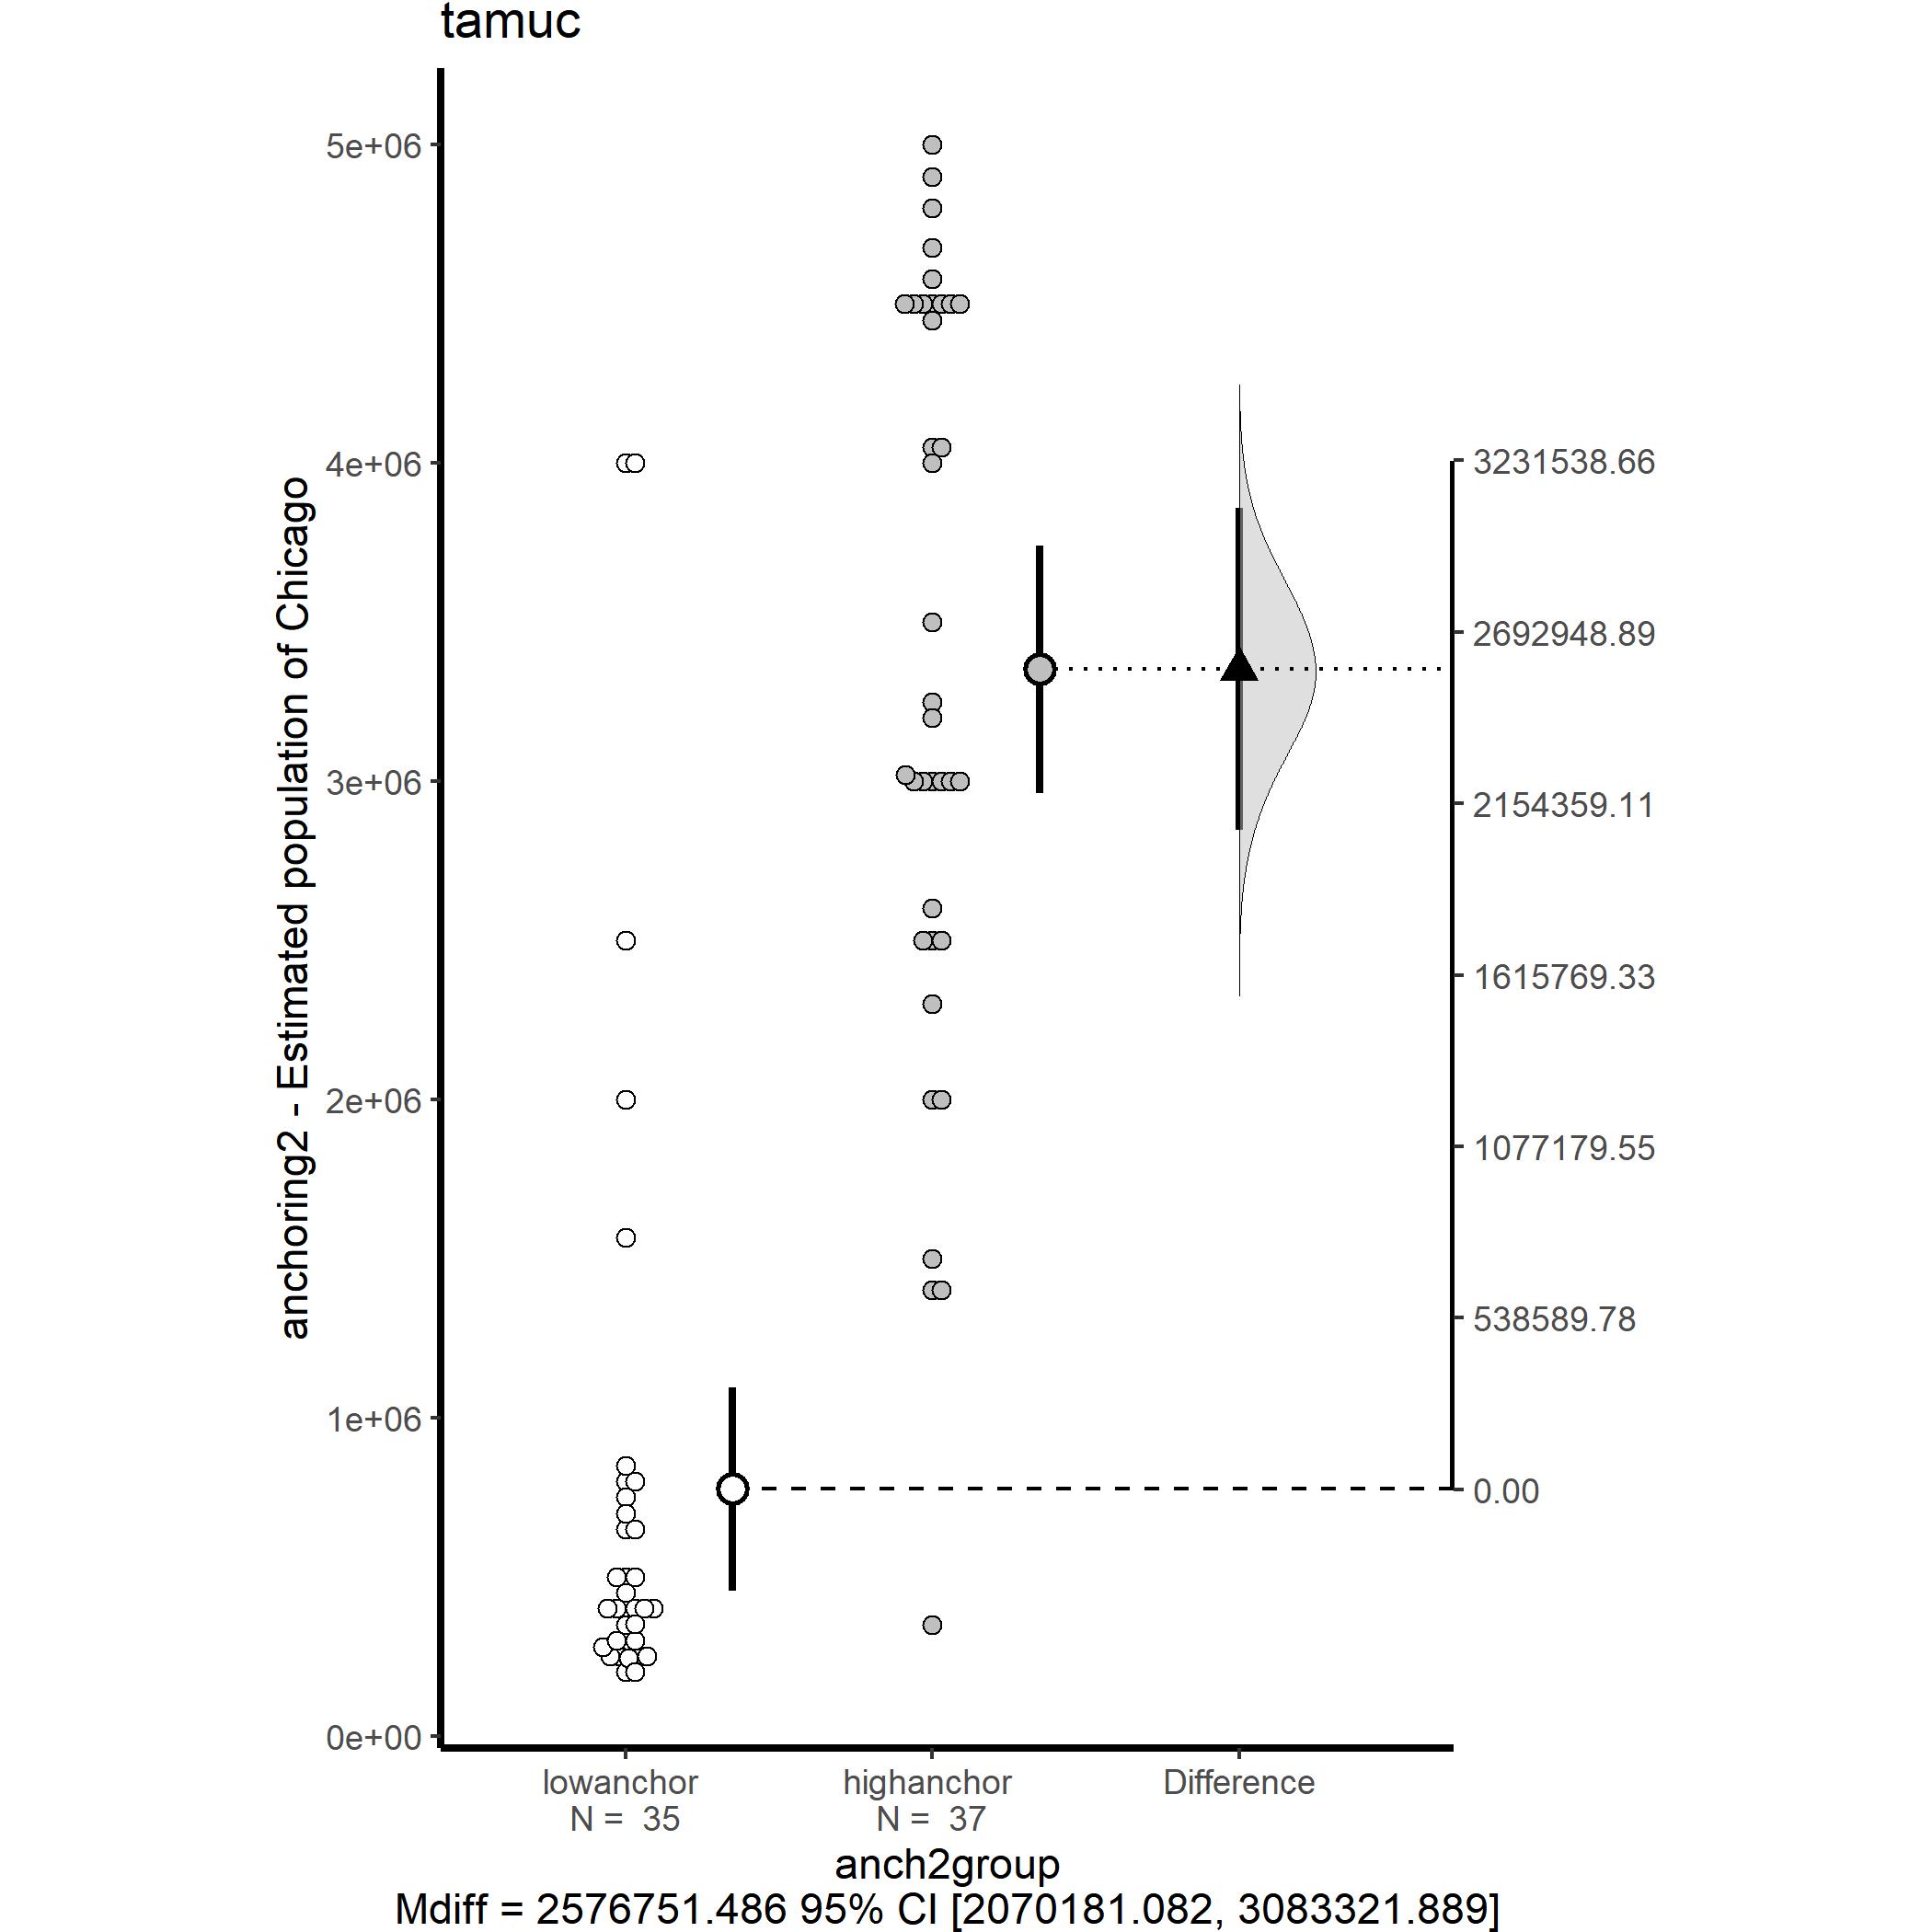 tamuc
anchoring2 - Estimated population of Chicago
5e+06
4e+06
3e+06
2e+06
1e+06
0e+00
3231538.66
2692948.89
2154359.11
1615769.33
1077179.55
538589.78
0.00
lowanchor
N =  35
highanchor
N =  37
Difference
anch2group
Mdiff = 2576751.486 95% CI [2070181.082, 3083321.889]